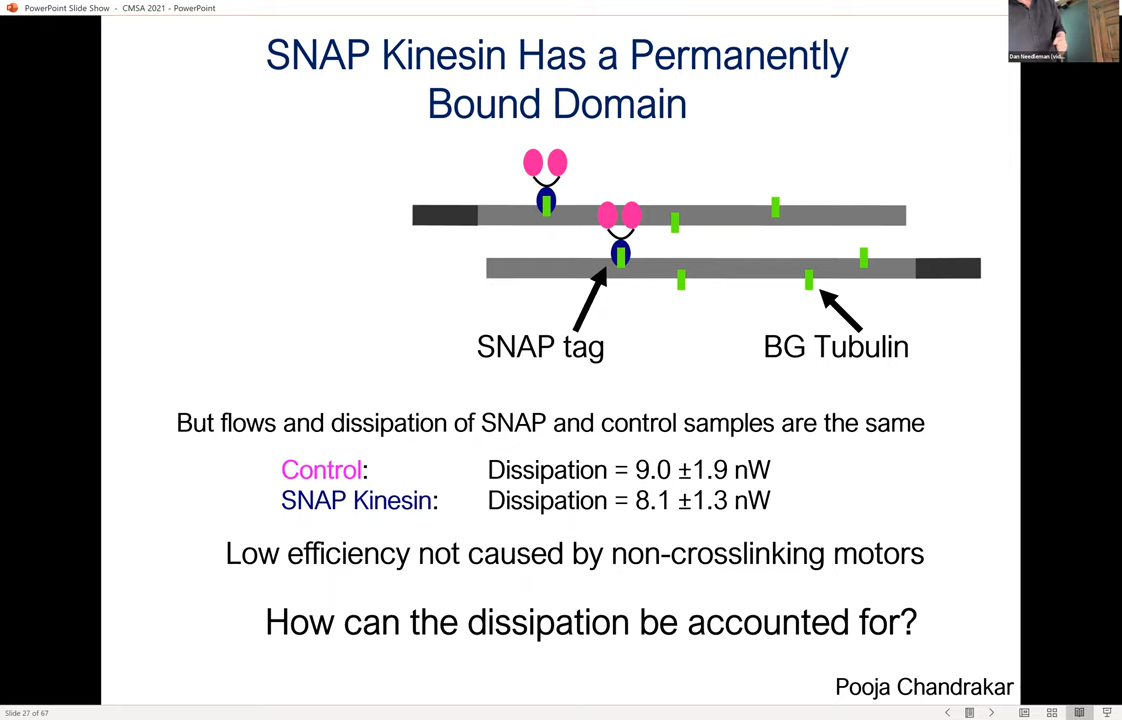 PowerPoint Slide Show - CMSA 2021 - PowerPoint
Dan Needleman (vid...
SNAP Kinesin Has a Permanently
Bound Domain
SNAP tag
BG Tubulin
But flows and dissipation of SNAP and control samples are the same
Control: Dissipation = 9.0 ±1.9 nW
SNAP Kinesin: Dissipation = 8.1 ±1.3 nW
Low efficiency not caused by non-crosslinking motors
How can the dissipation be accounted for?
Pooja Chandrakar
Slide 27 of 67